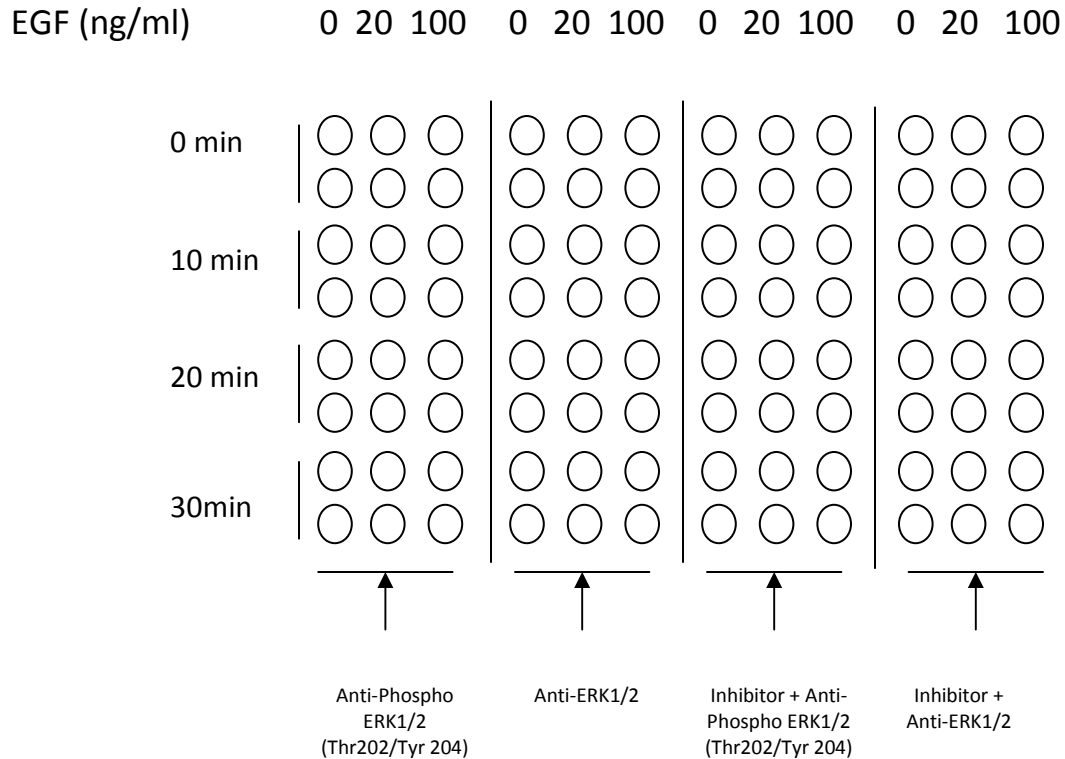 EGF (ng/ml) 0 20 100 0 20 100 0 20 100 0 20 100
0 min
10 min
20 min
30min
Anti-Phospho
ERK1/2
(Thr202/Tyr 204)
Anti-ERK1/2
Inhibitor + Anti-
Phospho ERK1/2
(Thr202/Tyr 204)
Inhibitor +
Anti-ERK1/2